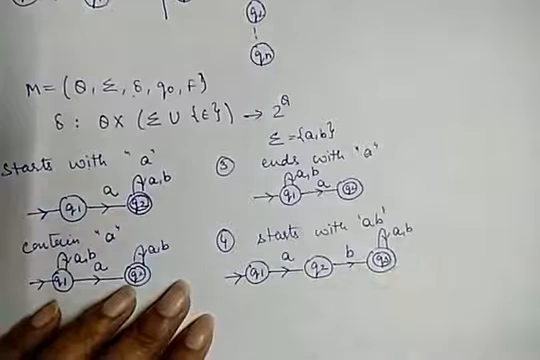 qn
M = (Q, Σ, δ, q0, F)
δ : Q X (Σ ∪ {ε}) → 2^Q
Σ = {a,b}
Starts with "a"
a,b
q1 a q2
③ ends with "a"
a,b
q1 a q2
contain "a"
a,b a,b
q1 a q2
④ starts with 'ab'
a,b
q1 a q2 b q3